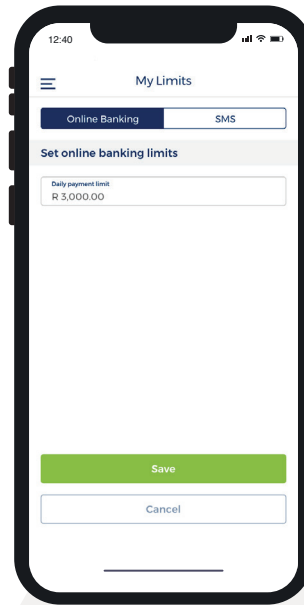 12:40
My Limits
Online Banking
SMS
Set online banking limits
Daily payment limit
R 3,000.00
Save
Cancel